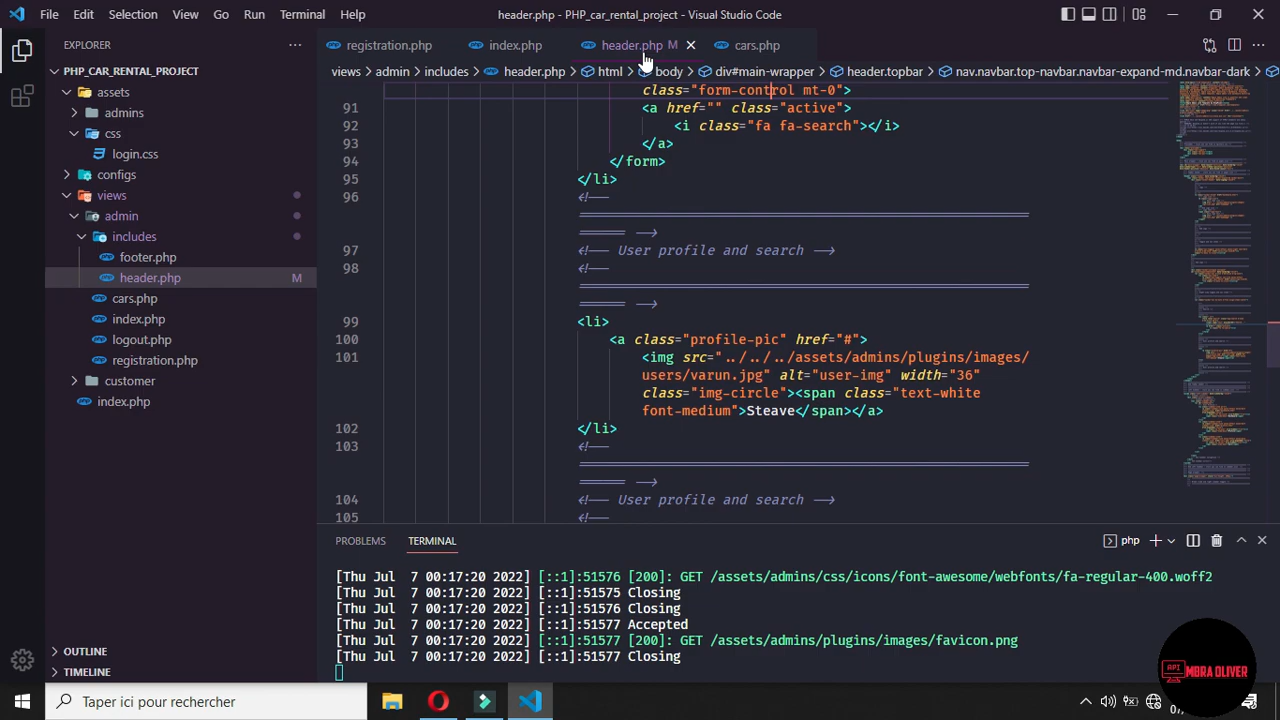 File Edit Selection View Go Run Terminal Help
header.php - PHP_car_rental_project - Visual Studio Code
EXPLORER
registration.php index.php header.php M cars.php
PHP_CAR_RENTAL_PROJECT
views > admin > includes > header.php > html > body > div#main-wrapper > header.topbar > nav.navbar.top-navbar.navbar-expand-md.navbar-dark >
assets
admins
css
login.css
configs
views
admin
includes
footer.php
header.php M
cars.php
index.php
logout.php
registration.php
customer
index.php
OUTLINE
TIMELINE
class="form-control mt-0">
91 <a href="" class="active">
92 <i class="fa fa-search"></i>
93 </a>
94 </form>
95 </li>
96 <!--
==============================================================
====== -->
97 <!-- User profile and search -->
98 <!--
==============================================================
====== -->
99 <li>
100 <a class="profile-pic" href="#">
101 <img src="../../../assets/admins/plugins/images/
users/varun.jpg" alt="user-img" width="36"
class="img-circle"><span class="text-white
font-medium">Steave</span></a>
102 </li>
103 <!--
==============================================================
====== -->
104 <!-- User profile and search -->
105 <!--
PROBLEMS TERMINAL
php
[Thu Jul 7 00:17:20 2022] [::1]:51576 [200]: GET /assets/admins/css/icons/font-awesome/webfonts/fa-regular-400.woff2
[Thu Jul 7 00:17:20 2022] [::1]:51575 Closing
[Thu Jul 7 00:17:20 2022] [::1]:51576 Closing
[Thu Jul 7 00:17:20 2022] [::1]:51577 Accepted
[Thu Jul 7 00:17:20 2022] [::1]:51577 [200]: GET /assets/admins/plugins/images/favicon.png
[Thu Jul 7 00:17:20 2022] [::1]:51577 Closing
API
MBRA OLIVER
Taper ici pour rechercher